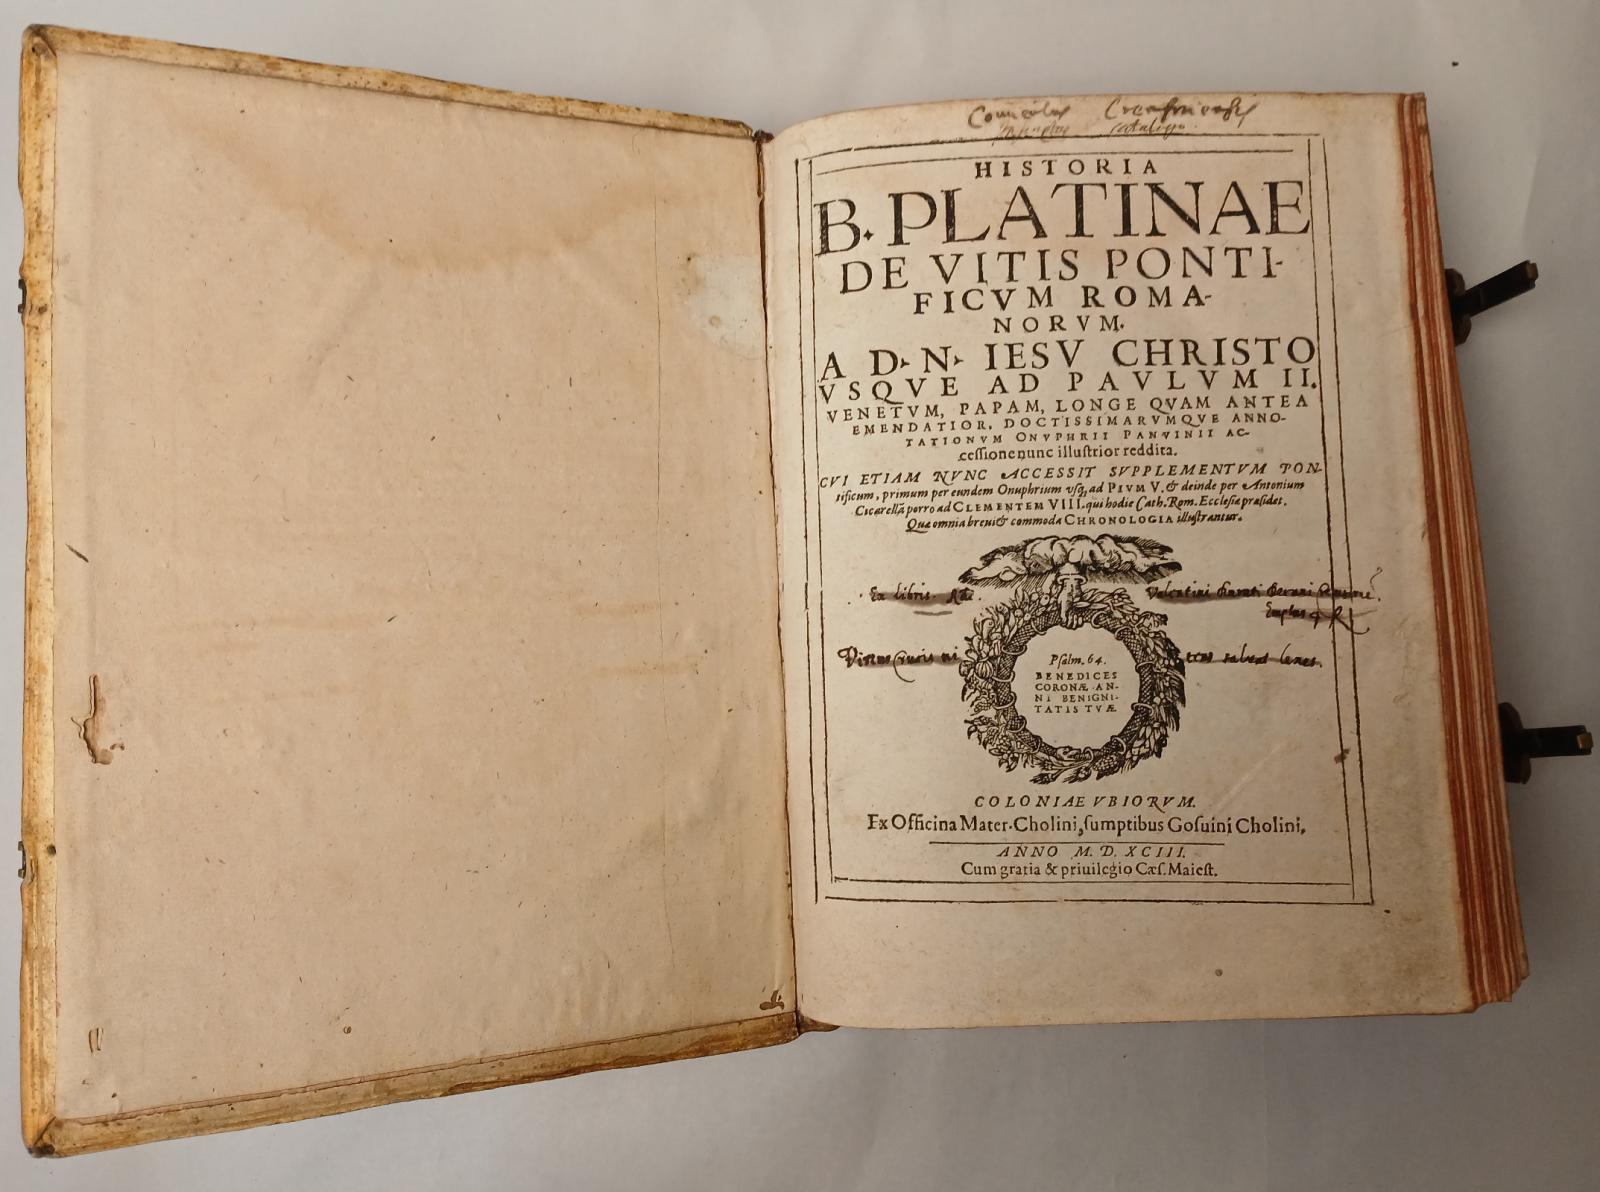 HISTORIA
B. PLATINAE
DE VITIS PONTI-
FICVM ROMA-
NORVM.
A D. N. IESV CHRISTO
VSQVE AD PAVLVM II.
VENETVM, PAPAM, LONGE QVAM ANTEA
EMENDATIOR, DOCTISSIMARVMQVE ANNO-
TATIONVM ONVPHRII PANVINII AC-
cessione nunc illustrior reddita.
CVI ETIAM NVNC ACCESSIT SVPPLEMENTVM PON-
tificum, primum per eundem Onuphrium vsq, ad PIVM V. & deinde per Antonium
Cicarellã porro ad CLEMENTEM VIII. qui hodie Cath. Rom. Ecclesiæ præsidet.
Quæ omnia breui & commoda CHRONOLOGIA illustrantur.
Ex libris Valentini
Virtus Crucis
Psalm. 64.
BENEDICES
CORONÆ AN-
NI BENIGNI-
TATIS TVÆ
COLONIAE VBIORVM.
Ex Officina Mater. Cholini, sumptibus Gosuini Cholini,
ANNO M. D. XCIII.
Cum gratia & priuilegio Cæs. Maiest.